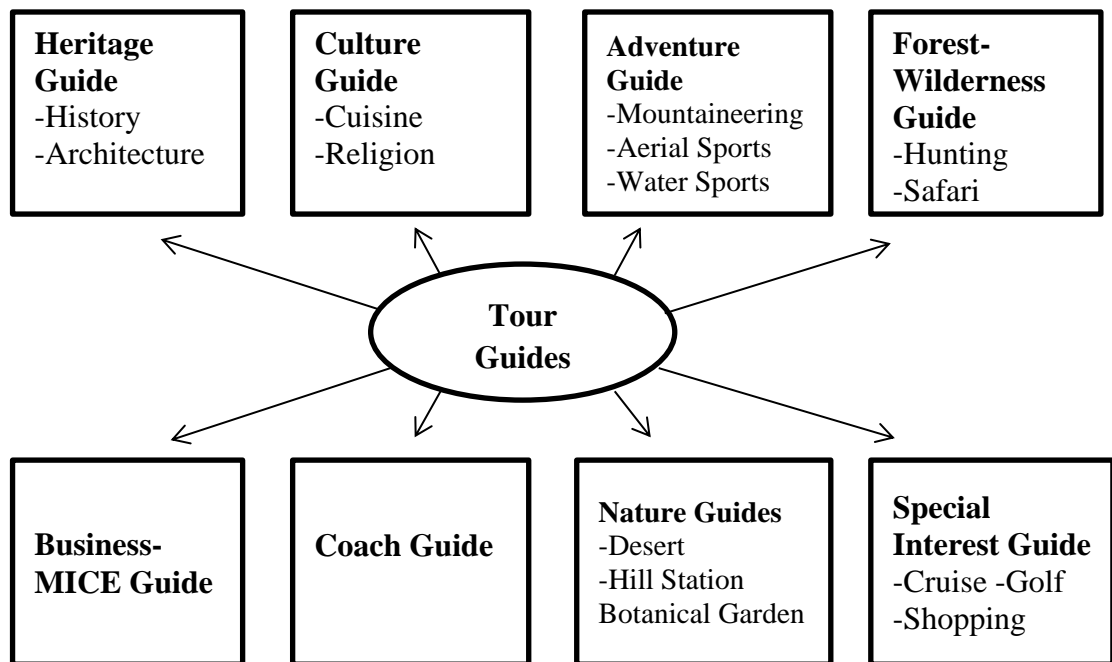 Heritage
Guide
-History
-Architecture
Culture
Guide
-Cuisine
-Religion
Adventure
Guide
-Mountaineering
-Aerial Sports
-Water Sports
Forest-
Wilderness
Guide
-Hunting
-Safari
Tour
Guides
Business-
MICE Guide
Coach Guide
Nature Guides
-Desert
-Hill Station
Botanical Garden
Special
Interest Guide
-Cruise -Golf
-Shopping